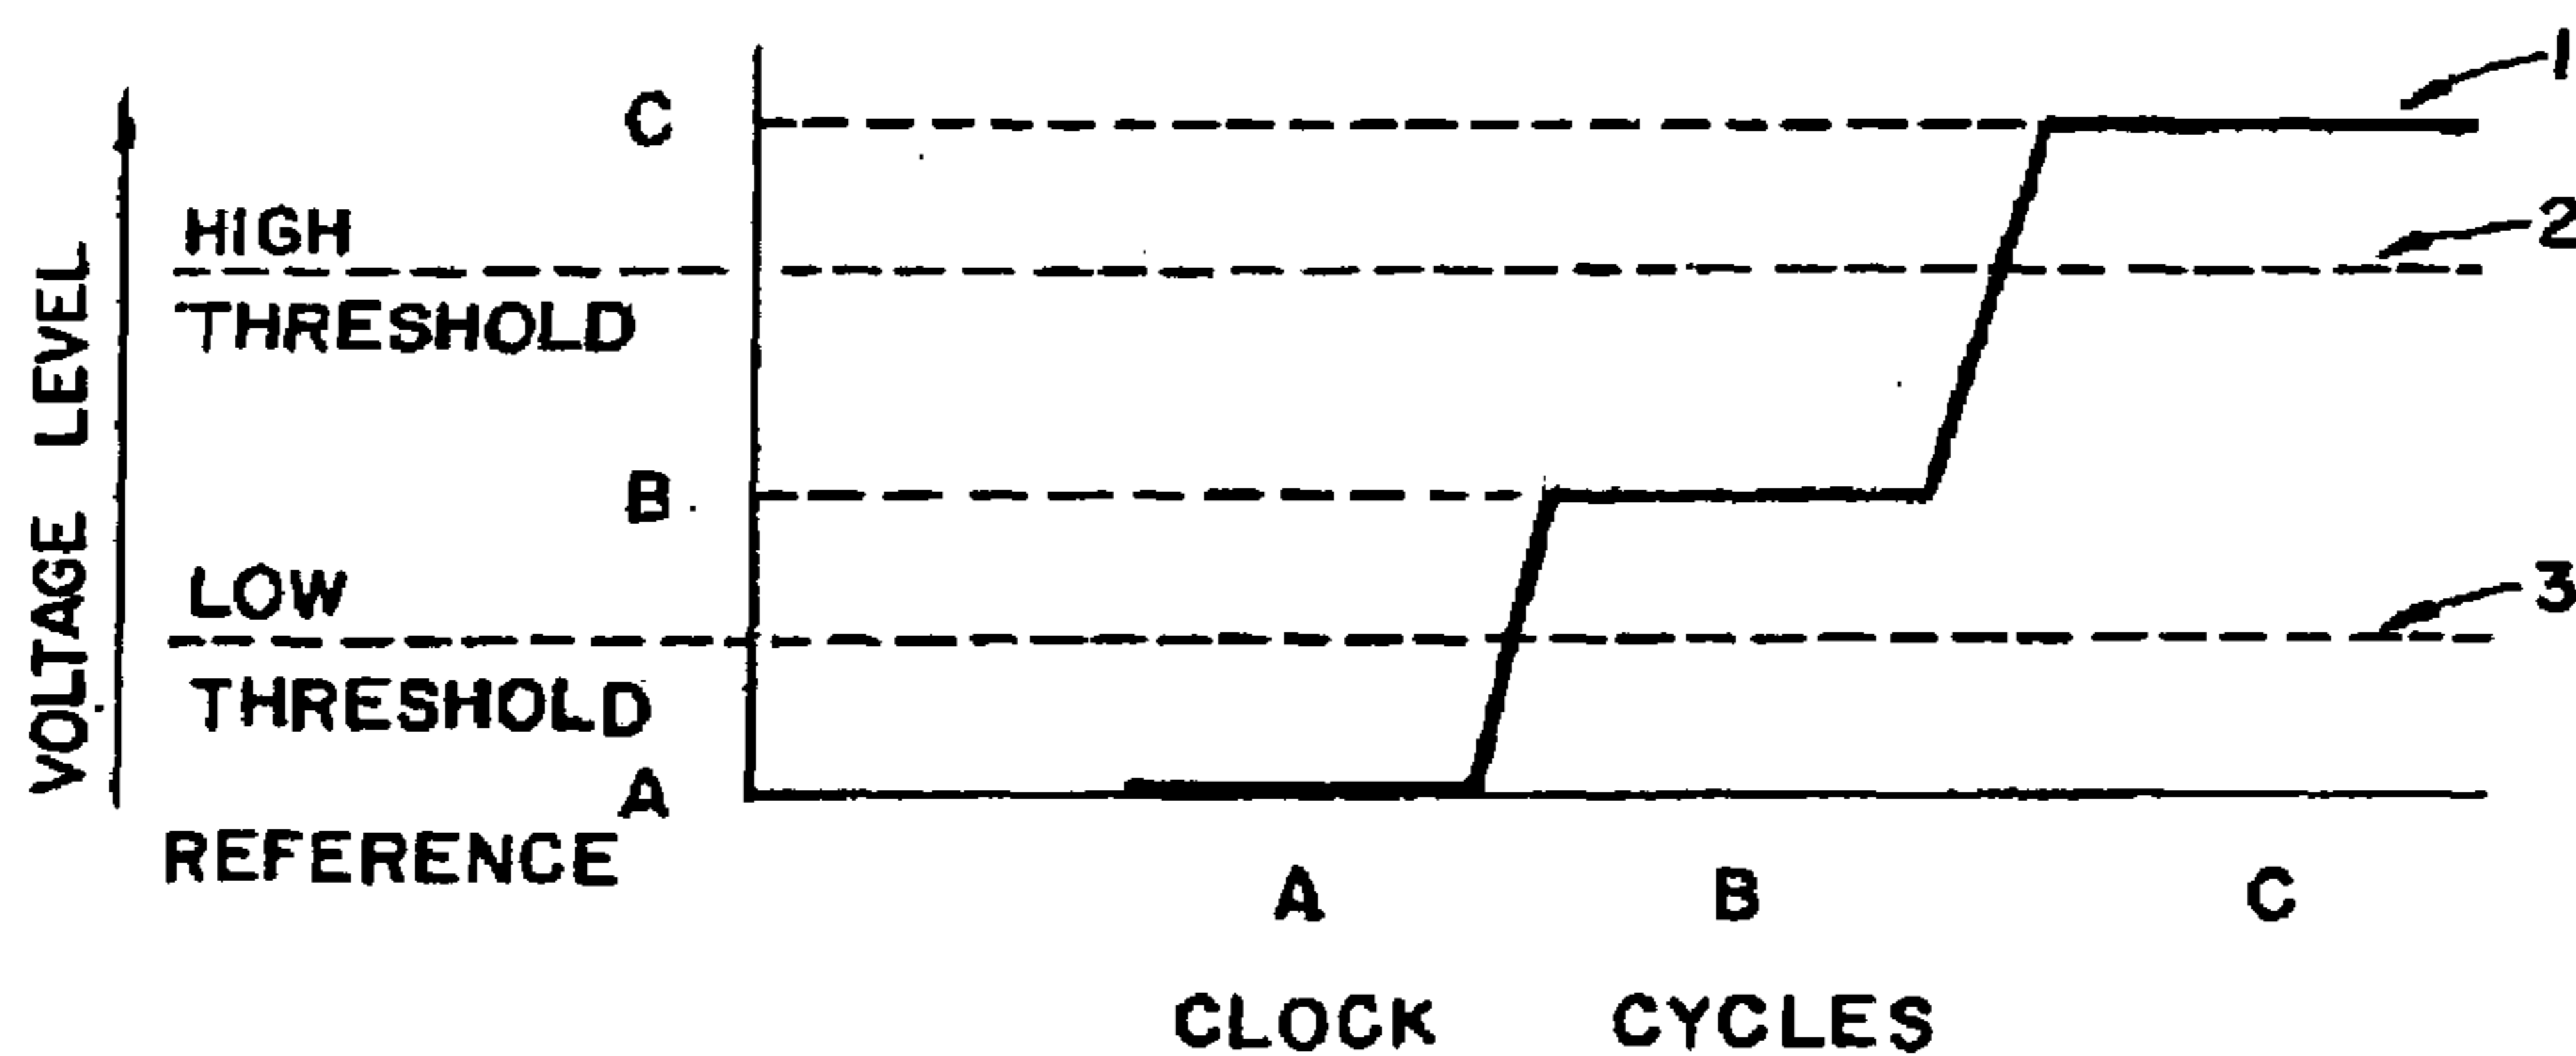 C
1
HIGH
2
THRESHOLD
VOLTAGE LEVEL
B
LOW
3
THRESHOLD
A
REFERENCE
A B C
CLOCK CYCLES